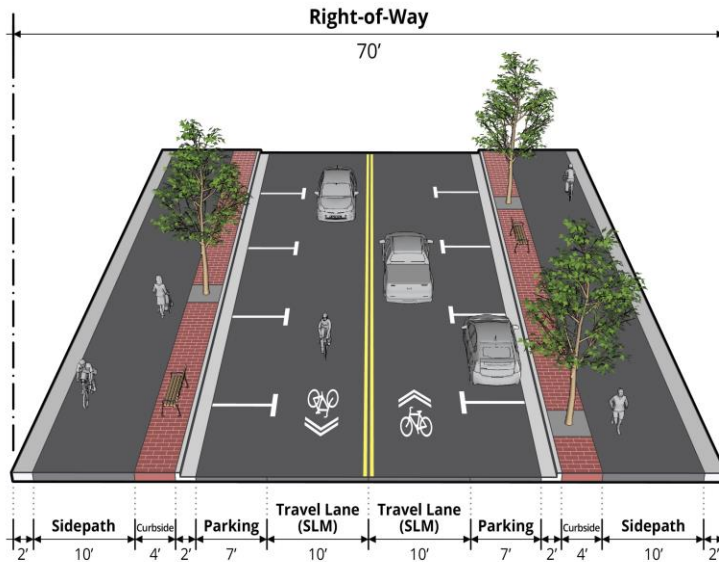 Right-of-Way
70’
Sidepath Curbside Parking Travel Lane (SLM) Travel Lane (SLM) Parking Curbside Sidepath
2’ 10’ 4’ 2’ 7’ 10’ 10’ 7’ 2’ 4’ 10’ 2’